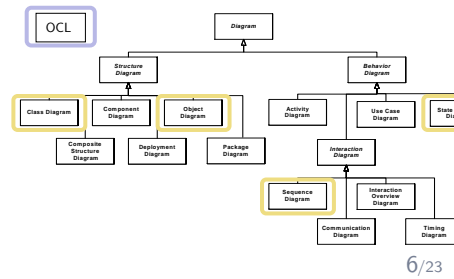 OCL
Diagram
Structure
Diagram
Behavior
Diagram
Class Diagram
Component
Diagram
Object
Diagram
Activity
Diagram
Use Case
Diagram
State
Composite
Structure
Diagram
Deployment
Diagram
Package
Diagram
Interaction
Diagram
Sequence
Diagram
Interaction
Overview
Diagram
Communication
Diagram
Timing
Diagram
6/23